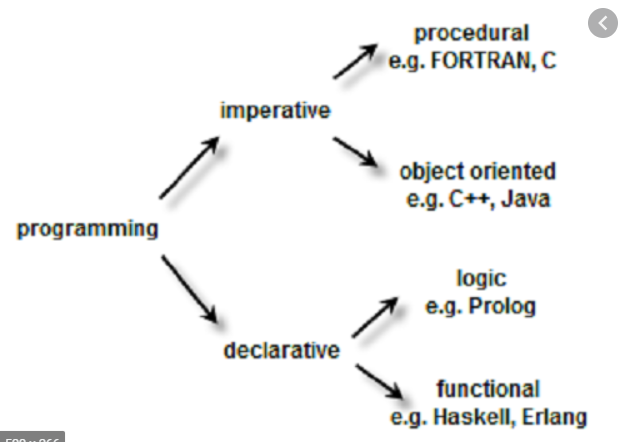 procedural
e.g. FORTRAN, C
imperative
object oriented
e.g. C++, Java
programming
logic
e.g. Prolog
declarative
functional
e.g. Haskell, Erlang